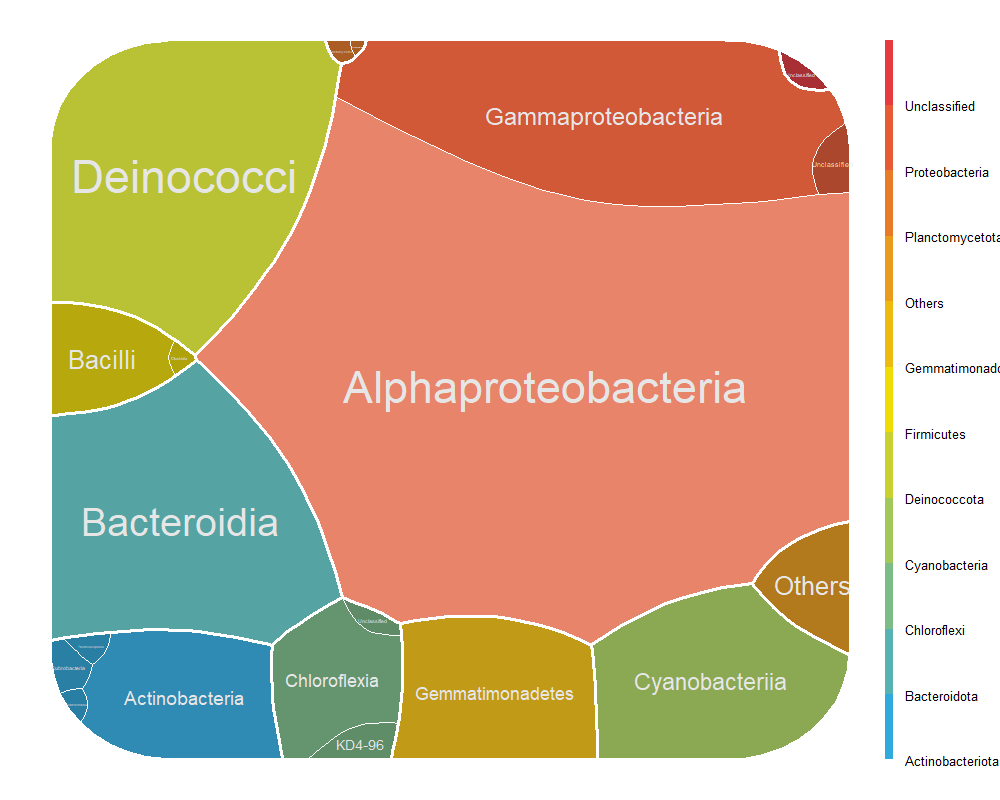 Unclassified
Gammaproteobacteria
Unclassifie
Deinococci
Bacilli
Alphaproteobacteria
Bacteroidia
Others
Unclassified
Actinobacteria
Chloroflexia
KD4-96
Gemmatimonadetes
Cyanobacteriia
Unclassified
Proteobacteria
Planctomycetota
Others
Gemmatimonado
Firmicutes
Deinococcota
Cyanobacteria
Chloroflexi
Bacteroidota
Actinobacteriota